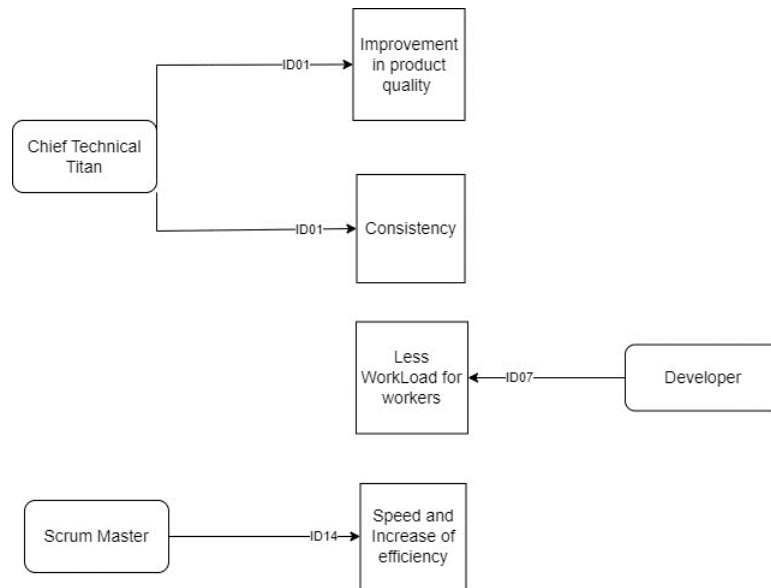 Improvement
in product
quality
ID01
Chief Technical
Titan
ID01
Consistency
Less
WorkLoad for
workers
ID07
Developer
Scrum Master
ID14
Speed and
Increase of
efficiency